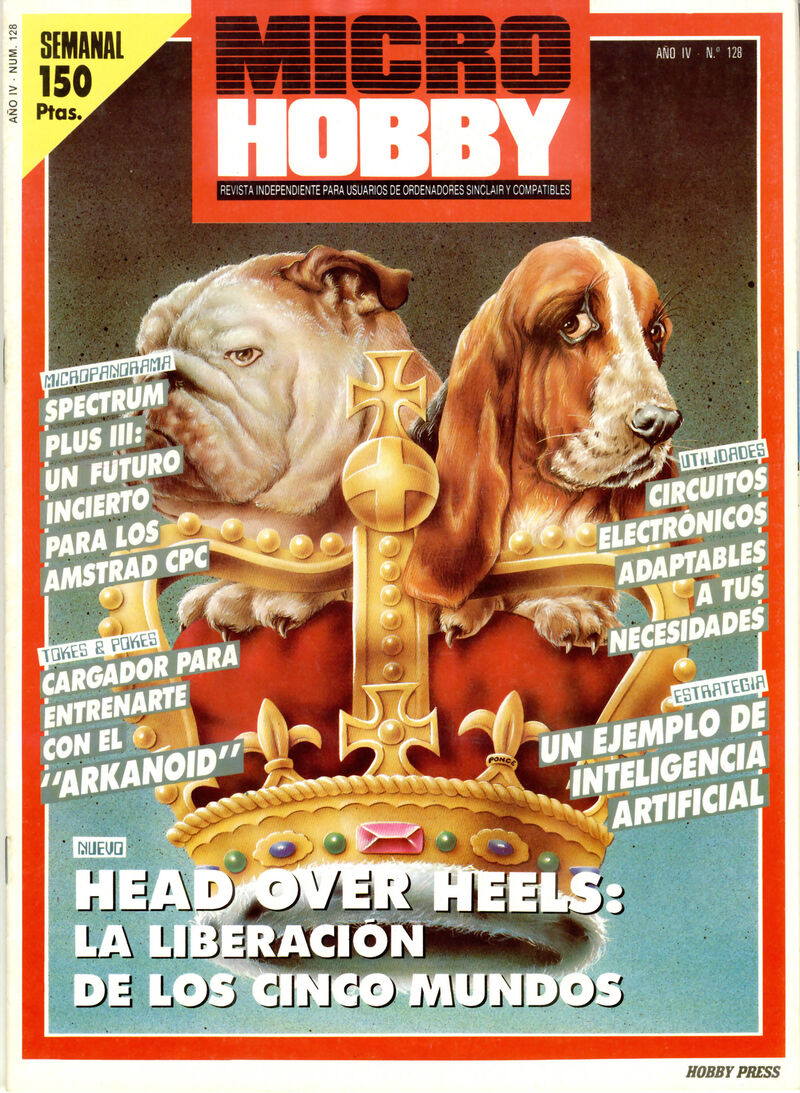 AÑO IV - NUM. 128
SEMANAL
150
Ptas.
MICRO
HOBBY
AÑO IV - N.º 128
REVISTA INDEPENDIENTE PARA USUARIOS DE ORDENADORES SINCLAIR Y COMPATIBLES
MICROPANORAMA
SPECTRUM
PLUS III:
UN FUTURO
INCIERTO
PARA LOS
AMSTRAD CPC
UTILIDADES
CIRCUITOS
ELECTRÓNICOS
ADAPTABLES
A TUS
NECESIDADES
TOKES & POKES
CARGADOR PARA
ENTRENARTE
CON EL
"ARKANOID"
ESTRATEGIA
UN EJEMPLO DE
INTELIGENCIA
ARTIFICIAL
PONCE
NUEVO
HEAD OVER HEELS:
LA LIBERACIÓN
DE LOS CINCO MUNDOS
HOBBY PRESS